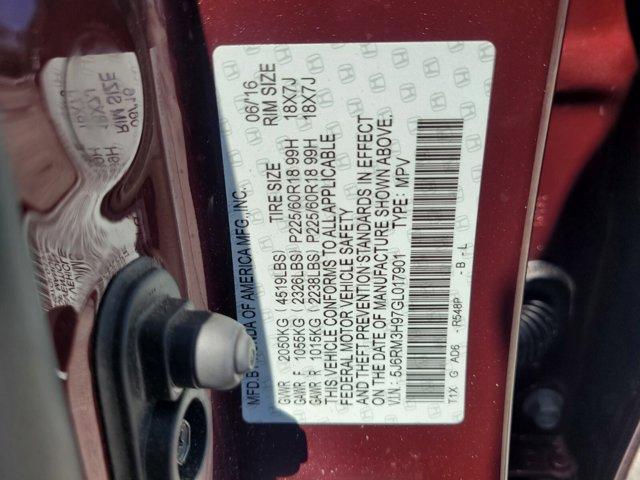 MFD.BY HONDA OF AMERICA MFG.,INC. 06/16
TIRE SIZE RIM SIZE
GVWR 2050KG (4519LBS)
GAWR F 1055KG (2326LBS) P225/60R18 99H 18X7J
GAWR R 1015KG (2238LBS) P225/60R18 99H 18X7J
THIS VEHICLE CONFORMS TO ALL APPLICABLE
FEDERAL MOTOR VEHICLE SAFETY
AND THEFT PREVENTION STANDARDS IN EFFECT
ON THE DATE OF MANUFACTURE SHOWN ABOVE.
V.I.N.: 5J6RM3H97GL017901 TYPE: MPV
T1X G AD6 -R548P -B -L